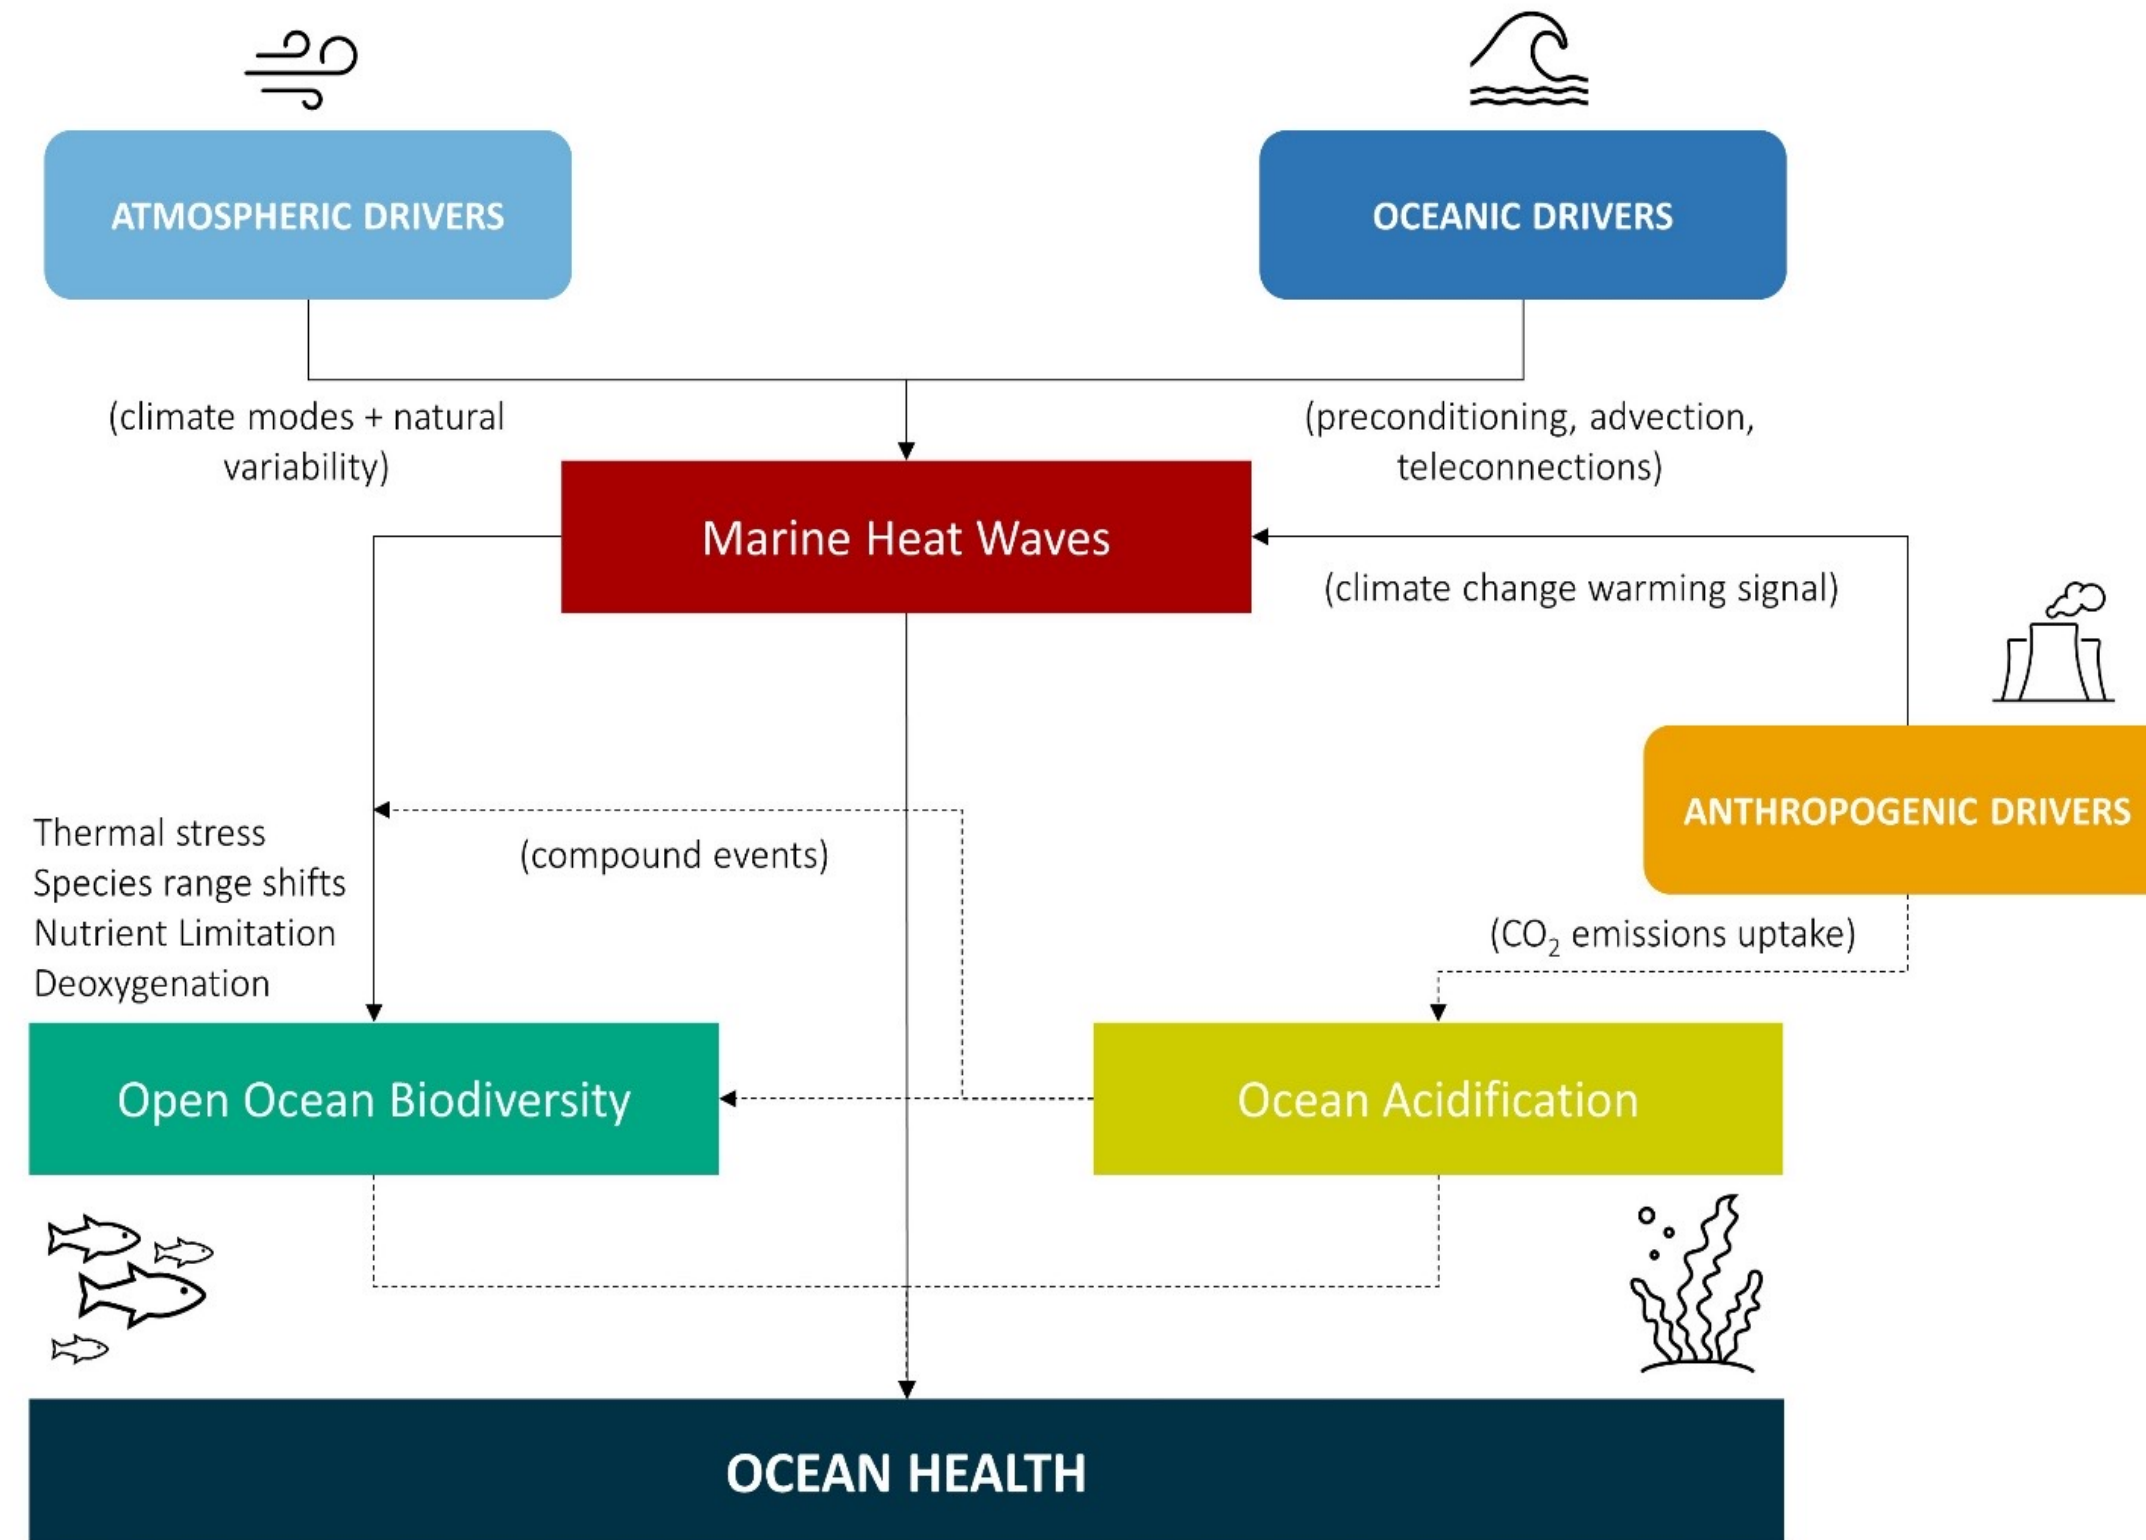 ATMOSPHERIC DRIVERS
OCEANIC DRIVERS
(climate modes + natural
variability)
(preconditioning, advection,
teleconnections)
Marine Heat Waves
(climate change warming signal)
ANTHROPOGENIC DRIVERS
Thermal stress
Species range shifts
Nutrient Limitation
Deoxygenation
(compound events)
(CO₂ emissions uptake)
Open Ocean Biodiversity
Ocean Acidification
OCEAN HEALTH